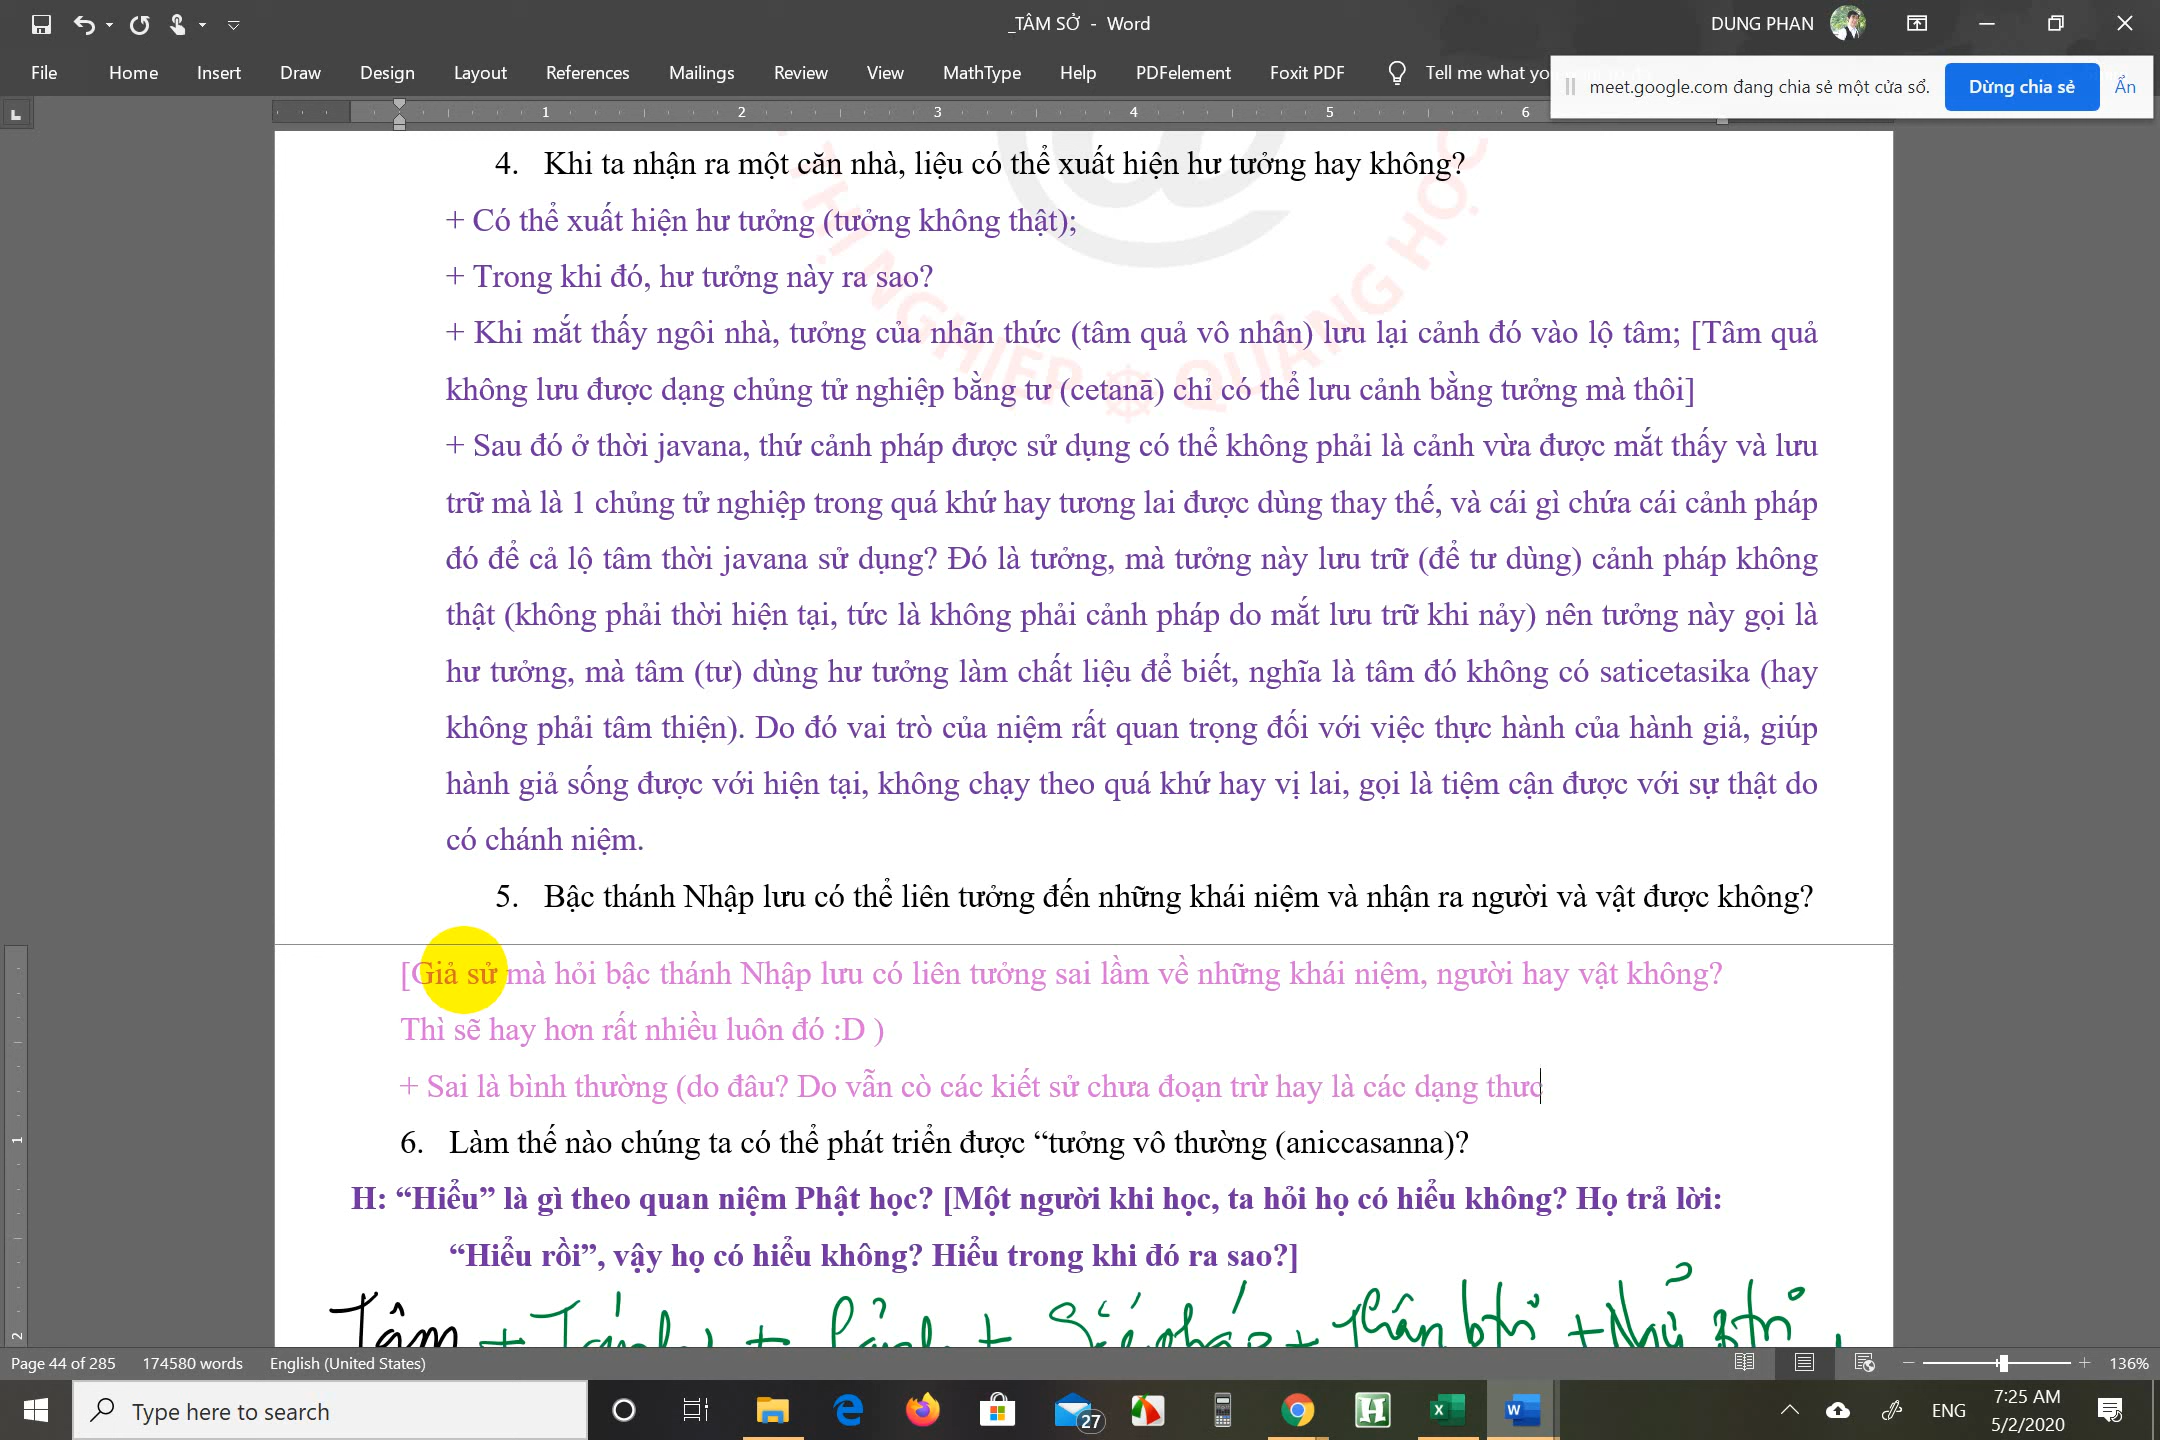 _TÂM SỞ - Word
DUNG PHAN
File Home Insert Draw Design Layout References Mailings Review View MathType Help PDFelement Foxit PDF Tell me what yo
meet.google.com đang chia sẻ một cửa sổ. Dừng chia sẻ Ẩn
1 2 3 4 5 6
4. Khi ta nhận ra một căn nhà, liệu có thể xuất hiện hư tưởng hay không?
+ Có thể xuất hiện hư tưởng (tưởng không thật);
+ Trong khi đó, hư tưởng này ra sao?
+ Khi mắt thấy ngôi nhà, tưởng của nhãn thức (tâm quả vô nhân) lưu lại cảnh đó vào lộ tâm; [Tâm quả
không lưu được dạng chủng tử nghiệp bằng tư (cetanā) chỉ có thể lưu cảnh bằng tưởng mà thôi]
+ Sau đó ở thời javana, thứ cảnh pháp được sử dụng có thể không phải là cảnh vừa được mắt thấy và lưu
trữ mà là 1 chủng tử nghiệp trong quá khứ hay tương lai được dùng thay thế, và cái gì chứa cái cảnh pháp
đó để cả lộ tâm thời javana sử dụng? Đó là tưởng, mà tưởng này lưu trữ (để tư dùng) cảnh pháp không
thật (không phải thời hiện tại, tức là không phải cảnh pháp do mắt lưu trữ khi nảy) nên tưởng này gọi là
hư tưởng, mà tâm (tư) dùng hư tưởng làm chất liệu để biết, nghĩa là tâm đó không có saticetasika (hay
không phải tâm thiện). Do đó vai trò của niệm rất quan trọng đối với việc thực hành của hành giả, giúp
hành giả sống được với hiện tại, không chạy theo quá khứ hay vị lai, gọi là tiệm cận được với sự thật do
có chánh niệm.
5. Bậc thánh Nhập lưu có thể liên tưởng đến những khái niệm và nhận ra người và vật được không?
[Giả sử mà hỏi bậc thánh Nhập lưu có liên tưởng sai lầm về những khái niệm, người hay vật không?
Thì sẽ hay hơn rất nhiều luôn đó :D )
+ Sai là bình thường (do đâu? Do vẫn cò các kiết sử chưa đoạn trừ hay là các dạng thưc
6. Làm thế nào chúng ta có thể phát triển được “tưởng vô thường (aniccasanna)?
H: “Hiểu” là gì theo quan niệm Phật học? [Một người khi học, ta hỏi họ có hiểu không? Họ trả lời:
“Hiểu rồi”, vậy họ có hiểu không? Hiểu trong khi đó ra sao?]
Tâm
Page 44 of 285 174580 words English (United States) 136%
Type here to search
27
ENG
7:25 AM
5/2/2020